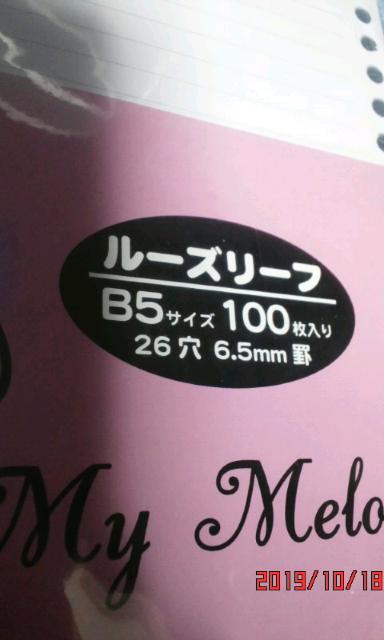 ルーズリーフ
B5サイズ 100枚入り
26穴 6.5mm 罫
My Melo
2019/10/18